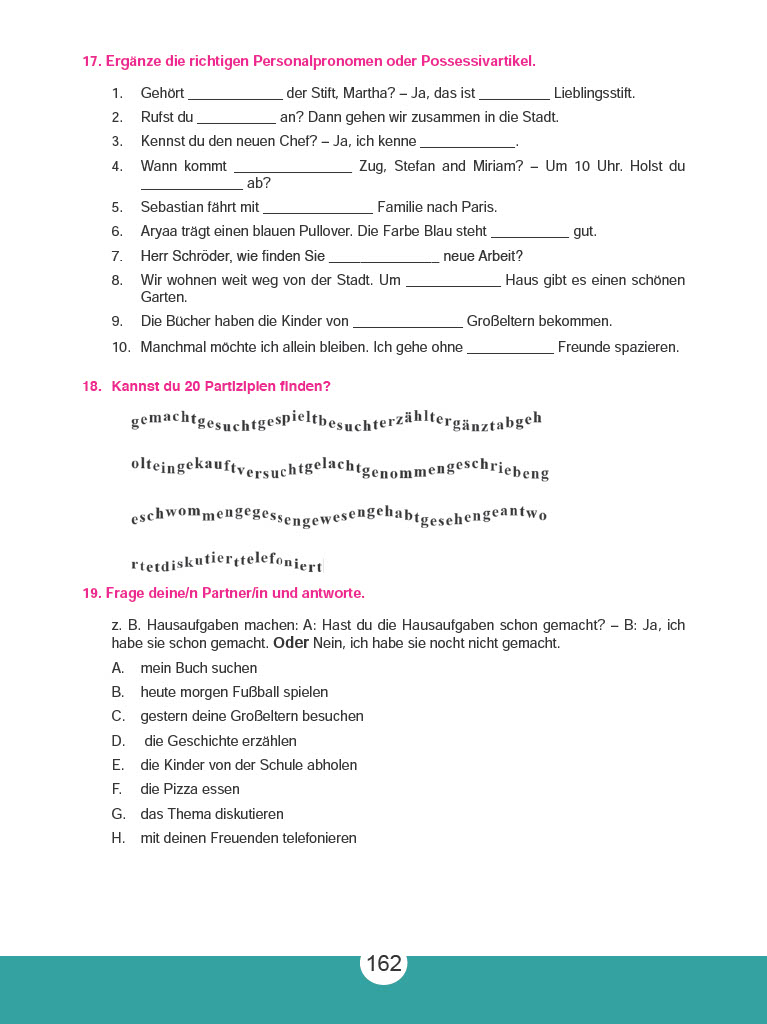 17. Ergänze die richtigen Personalpronomen oder Possessivartikel.
1. Gehört ____________ der Stift, Martha? – Ja, das ist _________ Lieblingsstift.
2. Rufst du __________ an? Dann gehen wir zusammen in die Stadt.
3. Kennst du den neuen Chef? – Ja, ich kenne ____________.
4. Wann kommt _______________ Zug, Stefan and Miriam? – Um 10 Uhr. Holst du
_____________ ab?
5. Sebastian fährt mit ______________ Familie nach Paris.
6. Aryaa trägt einen blauen Pullover. Die Farbe Blau steht __________ gut.
7. Herr Schröder, wie finden Sie ______________ neue Arbeit?
8. Wir wohnen weit weg von der Stadt. Um ____________ Haus gibt es einen schönen
Garten.
9. Die Bücher haben die Kinder von ______________ Großeltern bekommen.
10. Manchmal möchte ich allein bleiben. Ich gehe ohne ___________ Freunde spazieren.
18. Kannst du 20 Partizipien finden?
gemachtgesuchtgespieltbesuchterzähltergänztabgeh
olteingekauftversuchtgelachtgenommengeschriebeng
eschwommengegessengewesengehabtgesehengeantwo
rtetdiskutierttelefoniert
19. Frage deine/n Partner/in und antworte.
z. B. Hausaufgaben machen: A: Hast du die Hausaufgaben schon gemacht? – B: Ja, ich
habe sie schon gemacht. Oder Nein, ich habe sie nocht nicht gemacht.
A. mein Buch suchen
B. heute morgen Fußball spielen
C. gestern deine Großeltern besuchen
D. die Geschichte erzählen
E. die Kinder von der Schule abholen
F. die Pizza essen
G. das Thema diskutieren
H. mit deinen Freuenden telefonieren
162